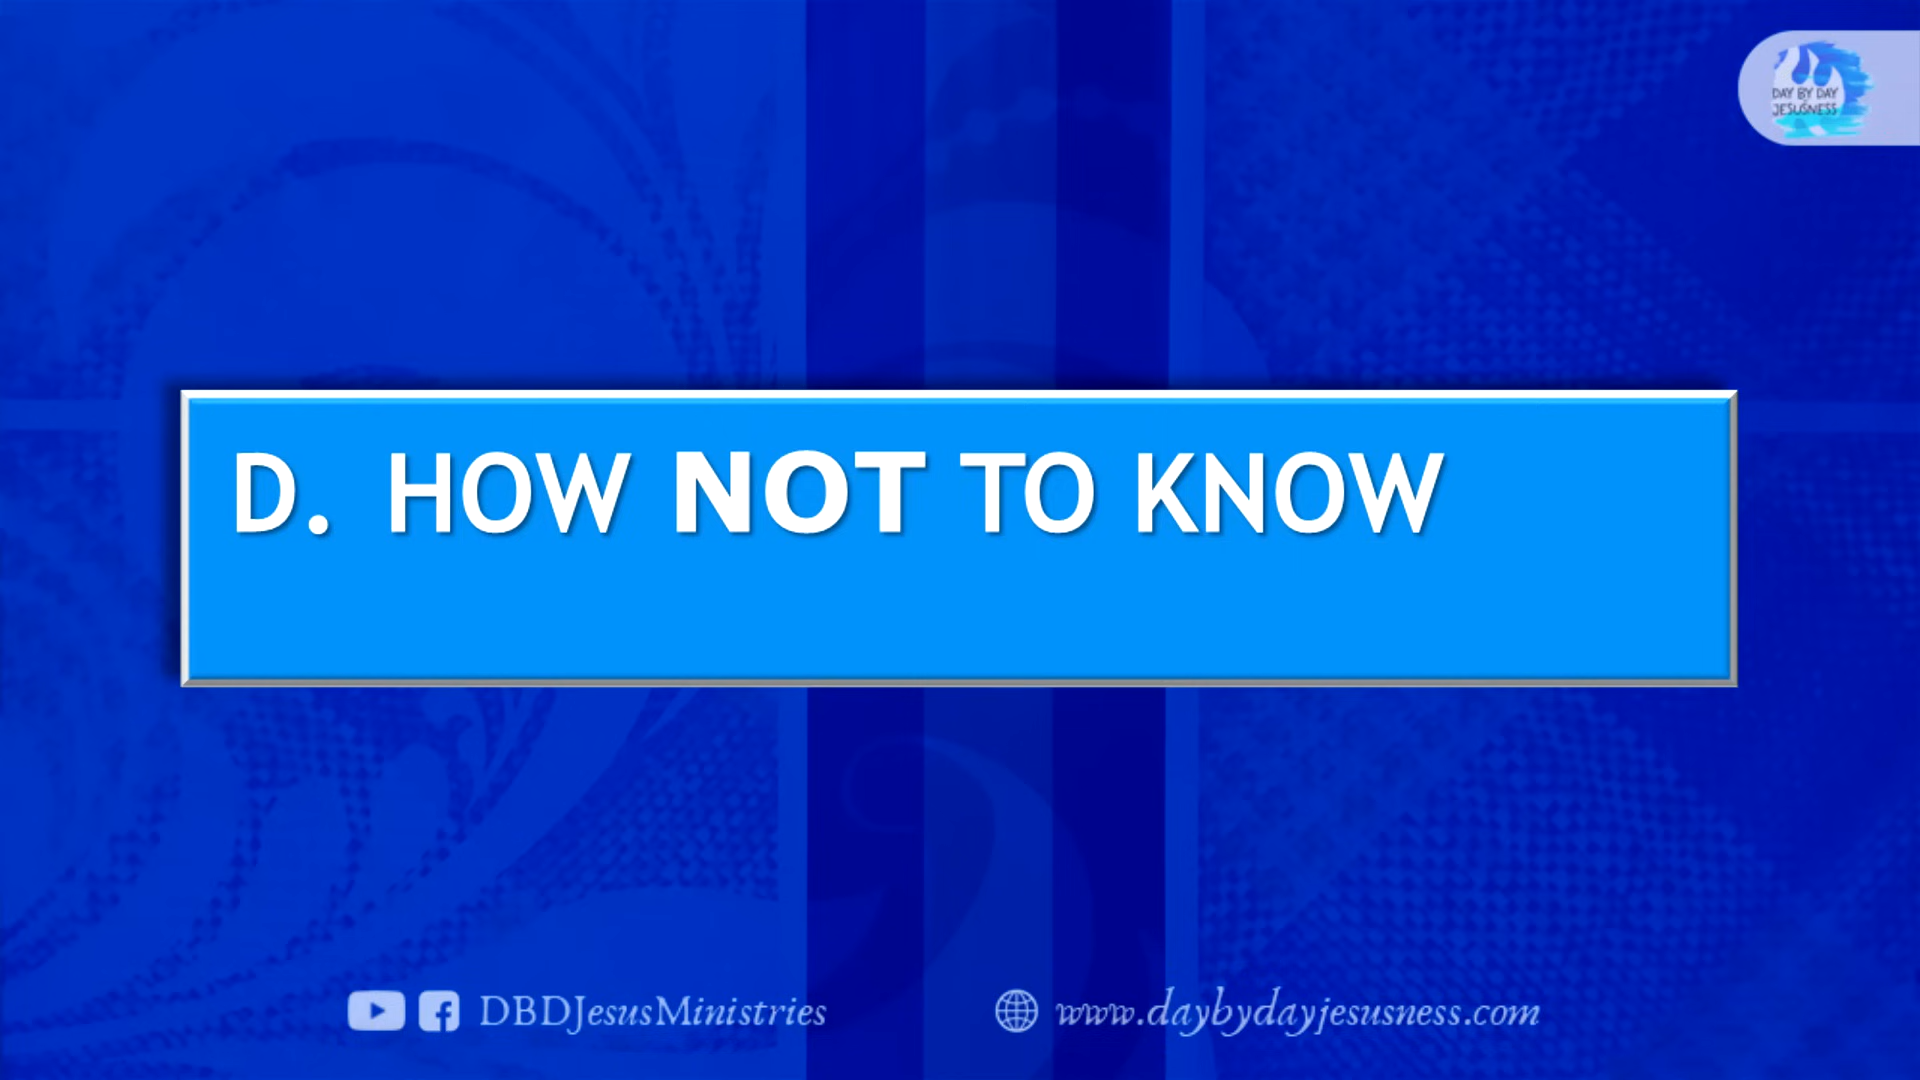 DAY BY DAY
JESUSNESS
D. HOW NOT TO KNOW
DBDJesusMinistries
www.daybydayjesusness.com